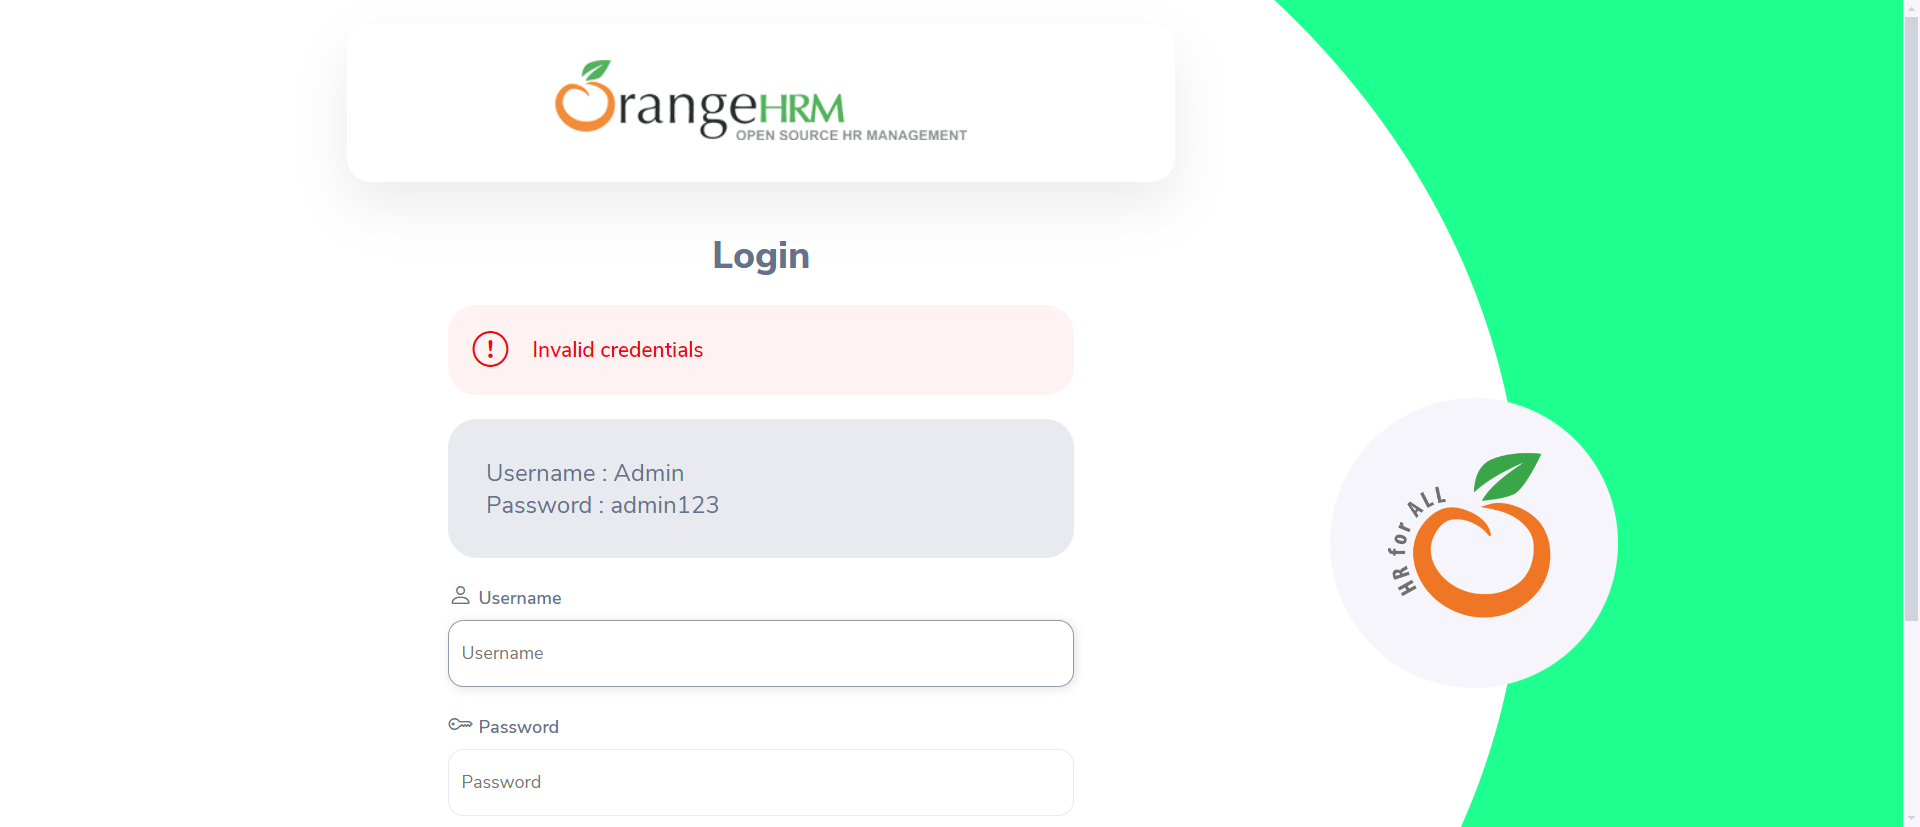 OrangeHRM
OPEN SOURCE HR MANAGEMENT
Login
Invalid credentials
Username : Admin
Password : admin123
Username
Username
Password
Password
HR for ALL